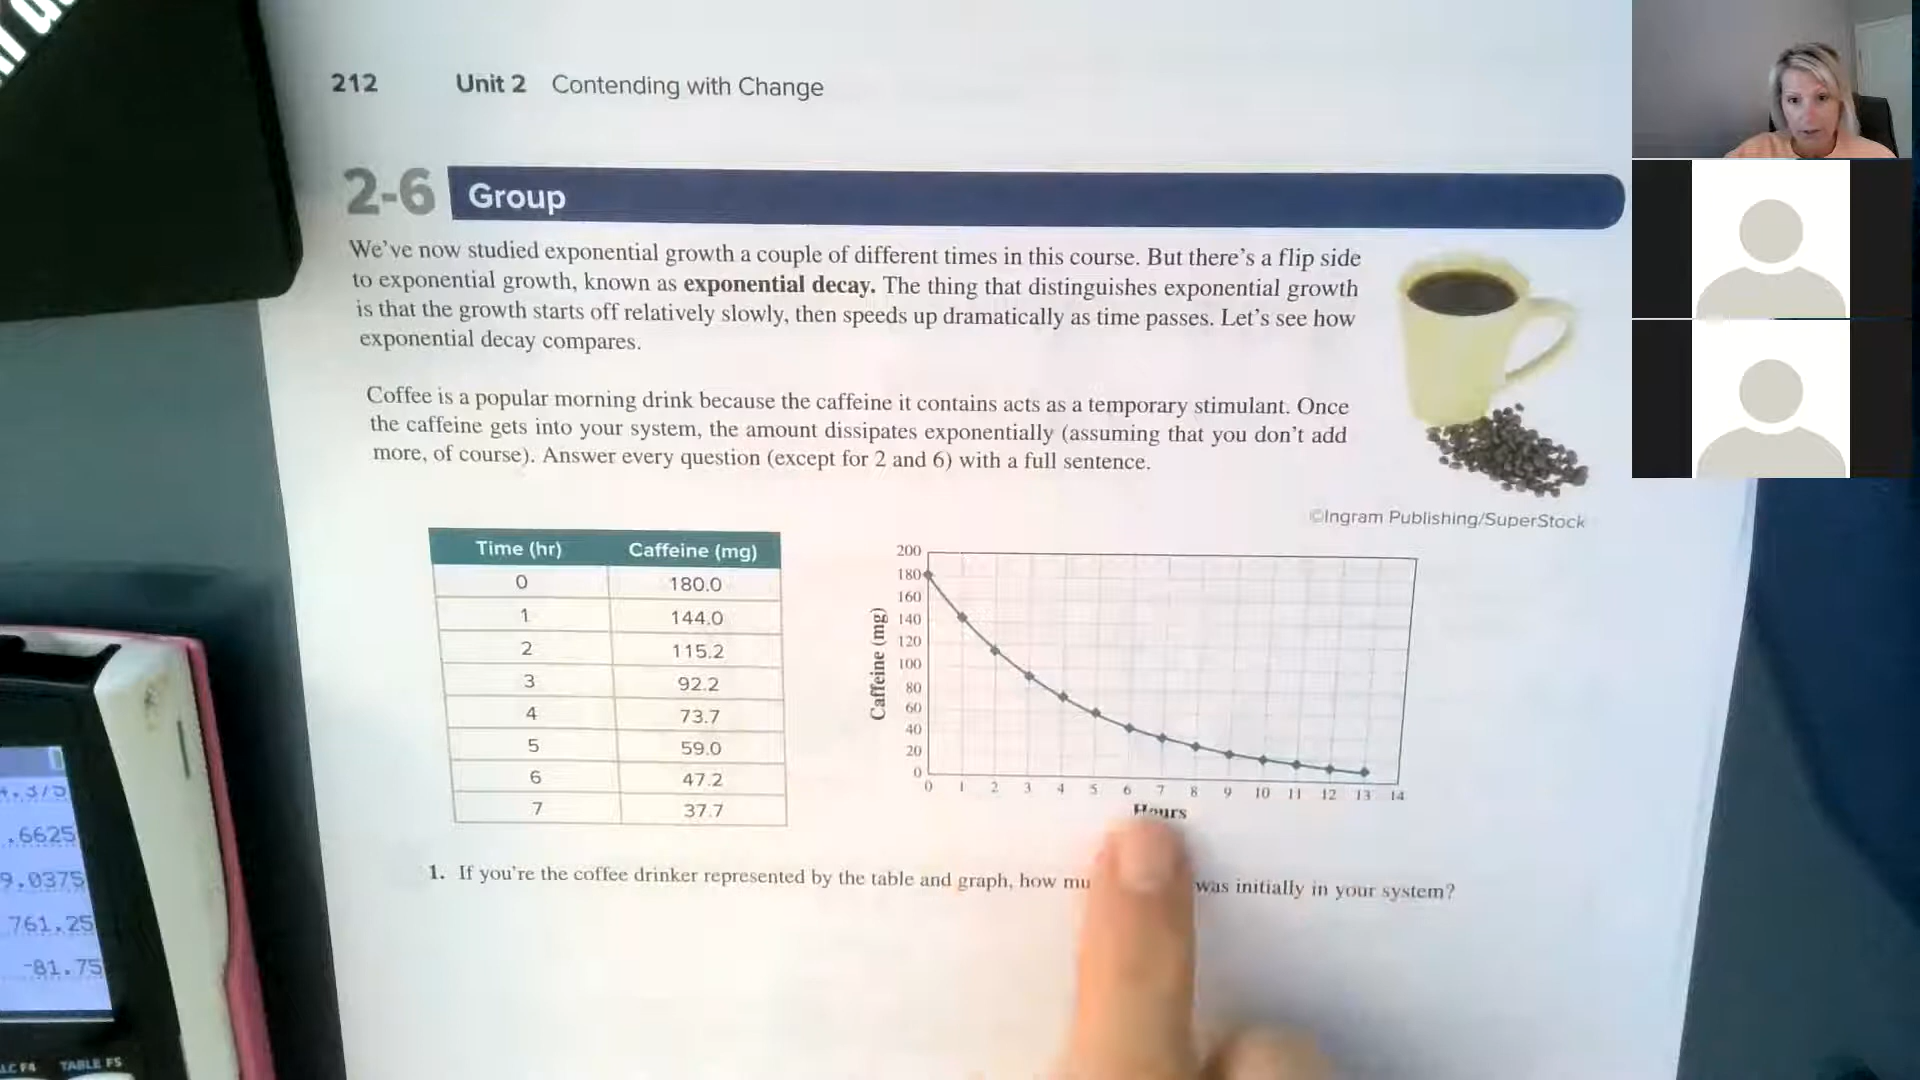 212 Unit 2 Contending with Change
2-6 Group
We've now studied exponential growth a couple of different times in this course. But there's a flip side
to exponential growth, known as exponential decay. The thing that distinguishes exponential growth
is that the growth starts off relatively slowly, then speeds up dramatically as time passes. Let's see how
exponential decay compares.
Coffee is a popular morning drink because the caffeine it contains acts as a temporary stimulant. Once
the caffeine gets into your system, the amount dissipates exponentially (assuming that you don't add
more, of course). Answer every question (except for 2 and 6) with a full sentence.
©Ingram Publishing/SuperStock
Time (hr) Caffeine (mg)
0 180.0
1 144.0
2 115.2
3 92.2
4 73.7
5 59.0
6 47.2
7 37.7
Caffeine (mg)
200
180
160
140
120
100
80
60
40
20
0
0 1 2 3 4 5 6 7 8 9 10 11 12 13 14
Hours
1. If you're the coffee drinker represented by the table and graph, how was initially in your system?
.6625
9.0375
761.25
-81.75
F4 TABLE F5